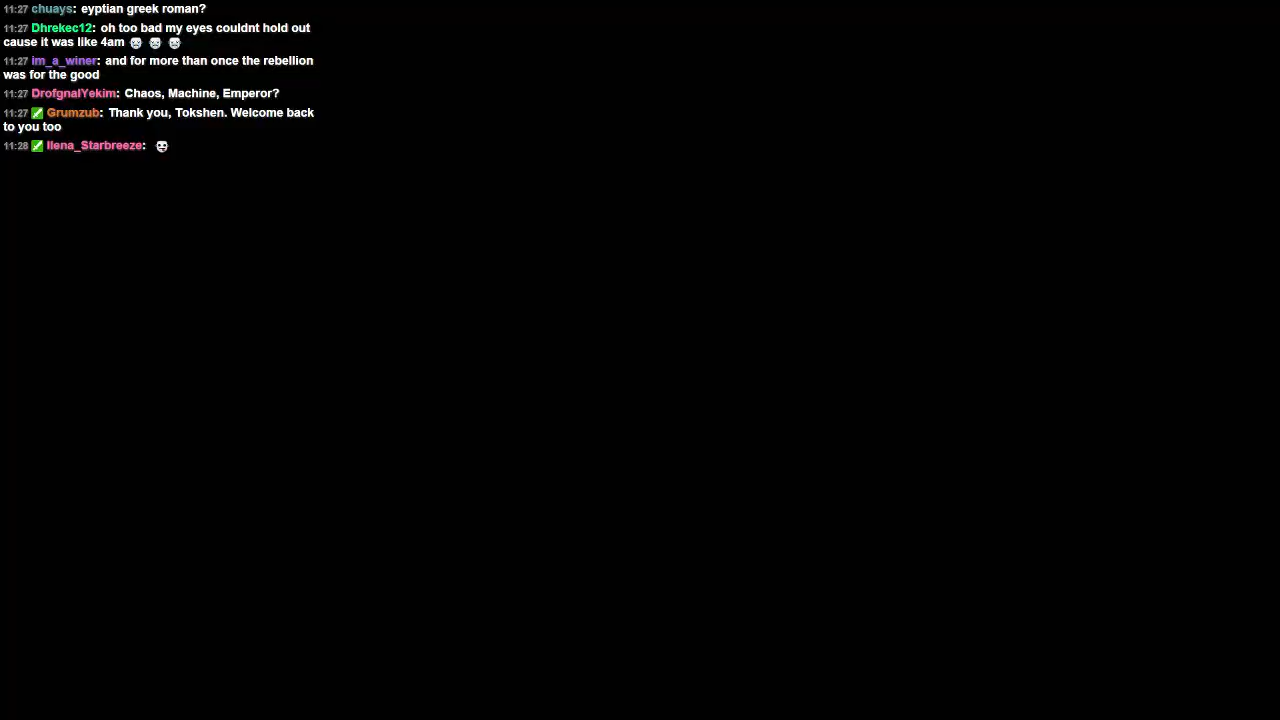 11:27 chuays: eyptian greek roman?
11:27 Dhrekec12: oh too bad my eyes couldnt hold out
cause it was like 4am
11:27 im_a_winer: and for more than once the rebellion
was for the good
11:27 DrofgnalYekim: Chaos, Machine, Emperor?
11:27 Grumzub: Thank you, Tokshen. Welcome back
to you too
11:28 Ilena_Starbreeze: